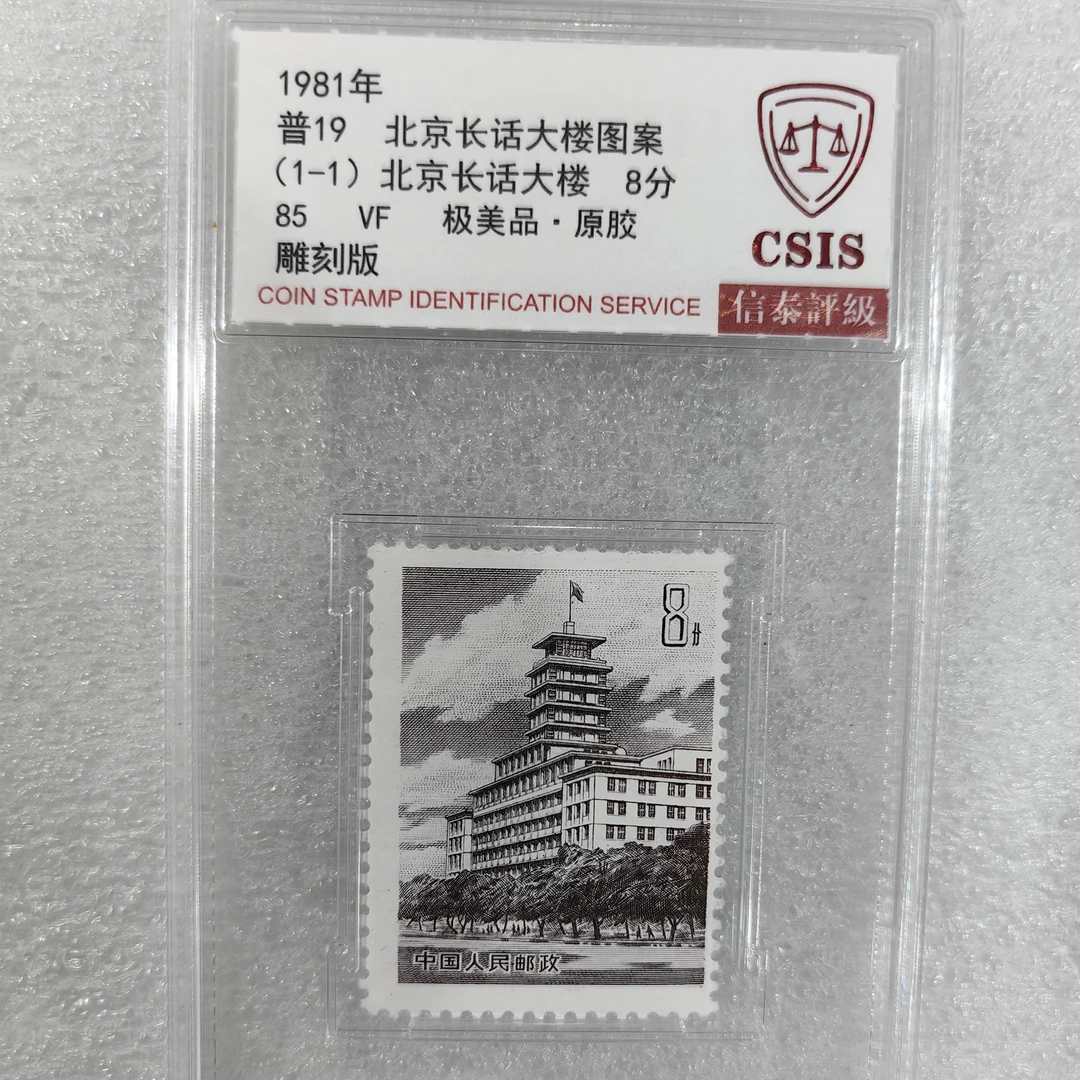 1981年
普19 北京长话大楼图案
（1-1）北京长话大楼 8分
85 VF 极美品·原胶
雕刻版
COIN STAMP IDENTIFICATION SERVICE
CSIS
信泰評級
8分
中国人民邮政